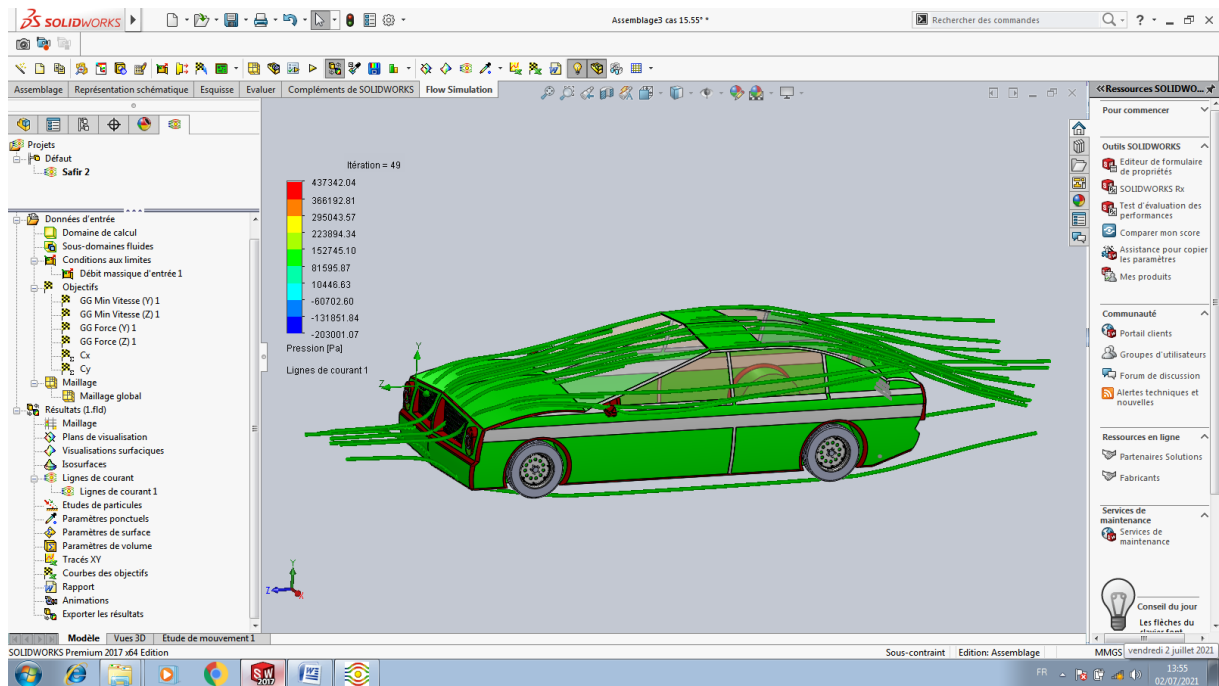 SOLIDWORKS
Assemblage3 cas 15.55* *
Rechercher des commandes
Assemblage
Représentation schématique
Esquisse
Evaluer
Compléments de SOLIDWORKS
Flow Simulation
Projets
Défaut
Safir 2
Données d'entrée
Domaine de calcul
Sous-domaines fluides
Conditions aux limites
Débit massique d'entrée 1
Objectifs
GG Min Vitesse (Y) 1
GG Min Vitesse (Z) 1
GG Force (Y) 1
GG Force (Z) 1
Cx
Cy
Maillage
Maillage global
Résultats (1.fld)
Maillage
Plans de visualisation
Visualisations surfaciques
Isosurfaces
Lignes de courant
Lignes de courant 1
Etudes de particules
Paramètres ponctuels
Paramètres de surface
Paramètres de volume
Tracés XY
Courbes des objectifs
Rapport
Animations
Exporter les résultats
Itération = 49
437342.04
366192.81
295043.57
223894.34
152745.10
81595.87
10446.63
-60702.60
-131851.84
-203001.07
Pression [Pa]
Lignes de courant 1
Y
Z
Y
Z
Ressources SOLIDWO...
Pour commencer
Outils SOLIDWORKS
Editeur de formulaire
de propriétés
SOLIDWORKS Rx
Test d'évaluation des
performances
Comparer mon score
Assistance pour copier
les paramètres
Mes produits
Communauté
Portail clients
Groupes d'utilisateurs
Forum de discussion
Alertes techniques et
nouvelles
Ressources en ligne
Partenaires Solutions
Fabricants
Services de
maintenance
Services de
maintenance
Conseil du jour
Les flèches du
Modèle
Vues 3D
Etude de mouvement 1
SOLIDWORKS Premium 2017 x64 Edition
Sous-contraint
Edition: Assemblage
MMGS
vendredi 2 juillet 2021
SW
2017
FR
13:55
02/07/2021